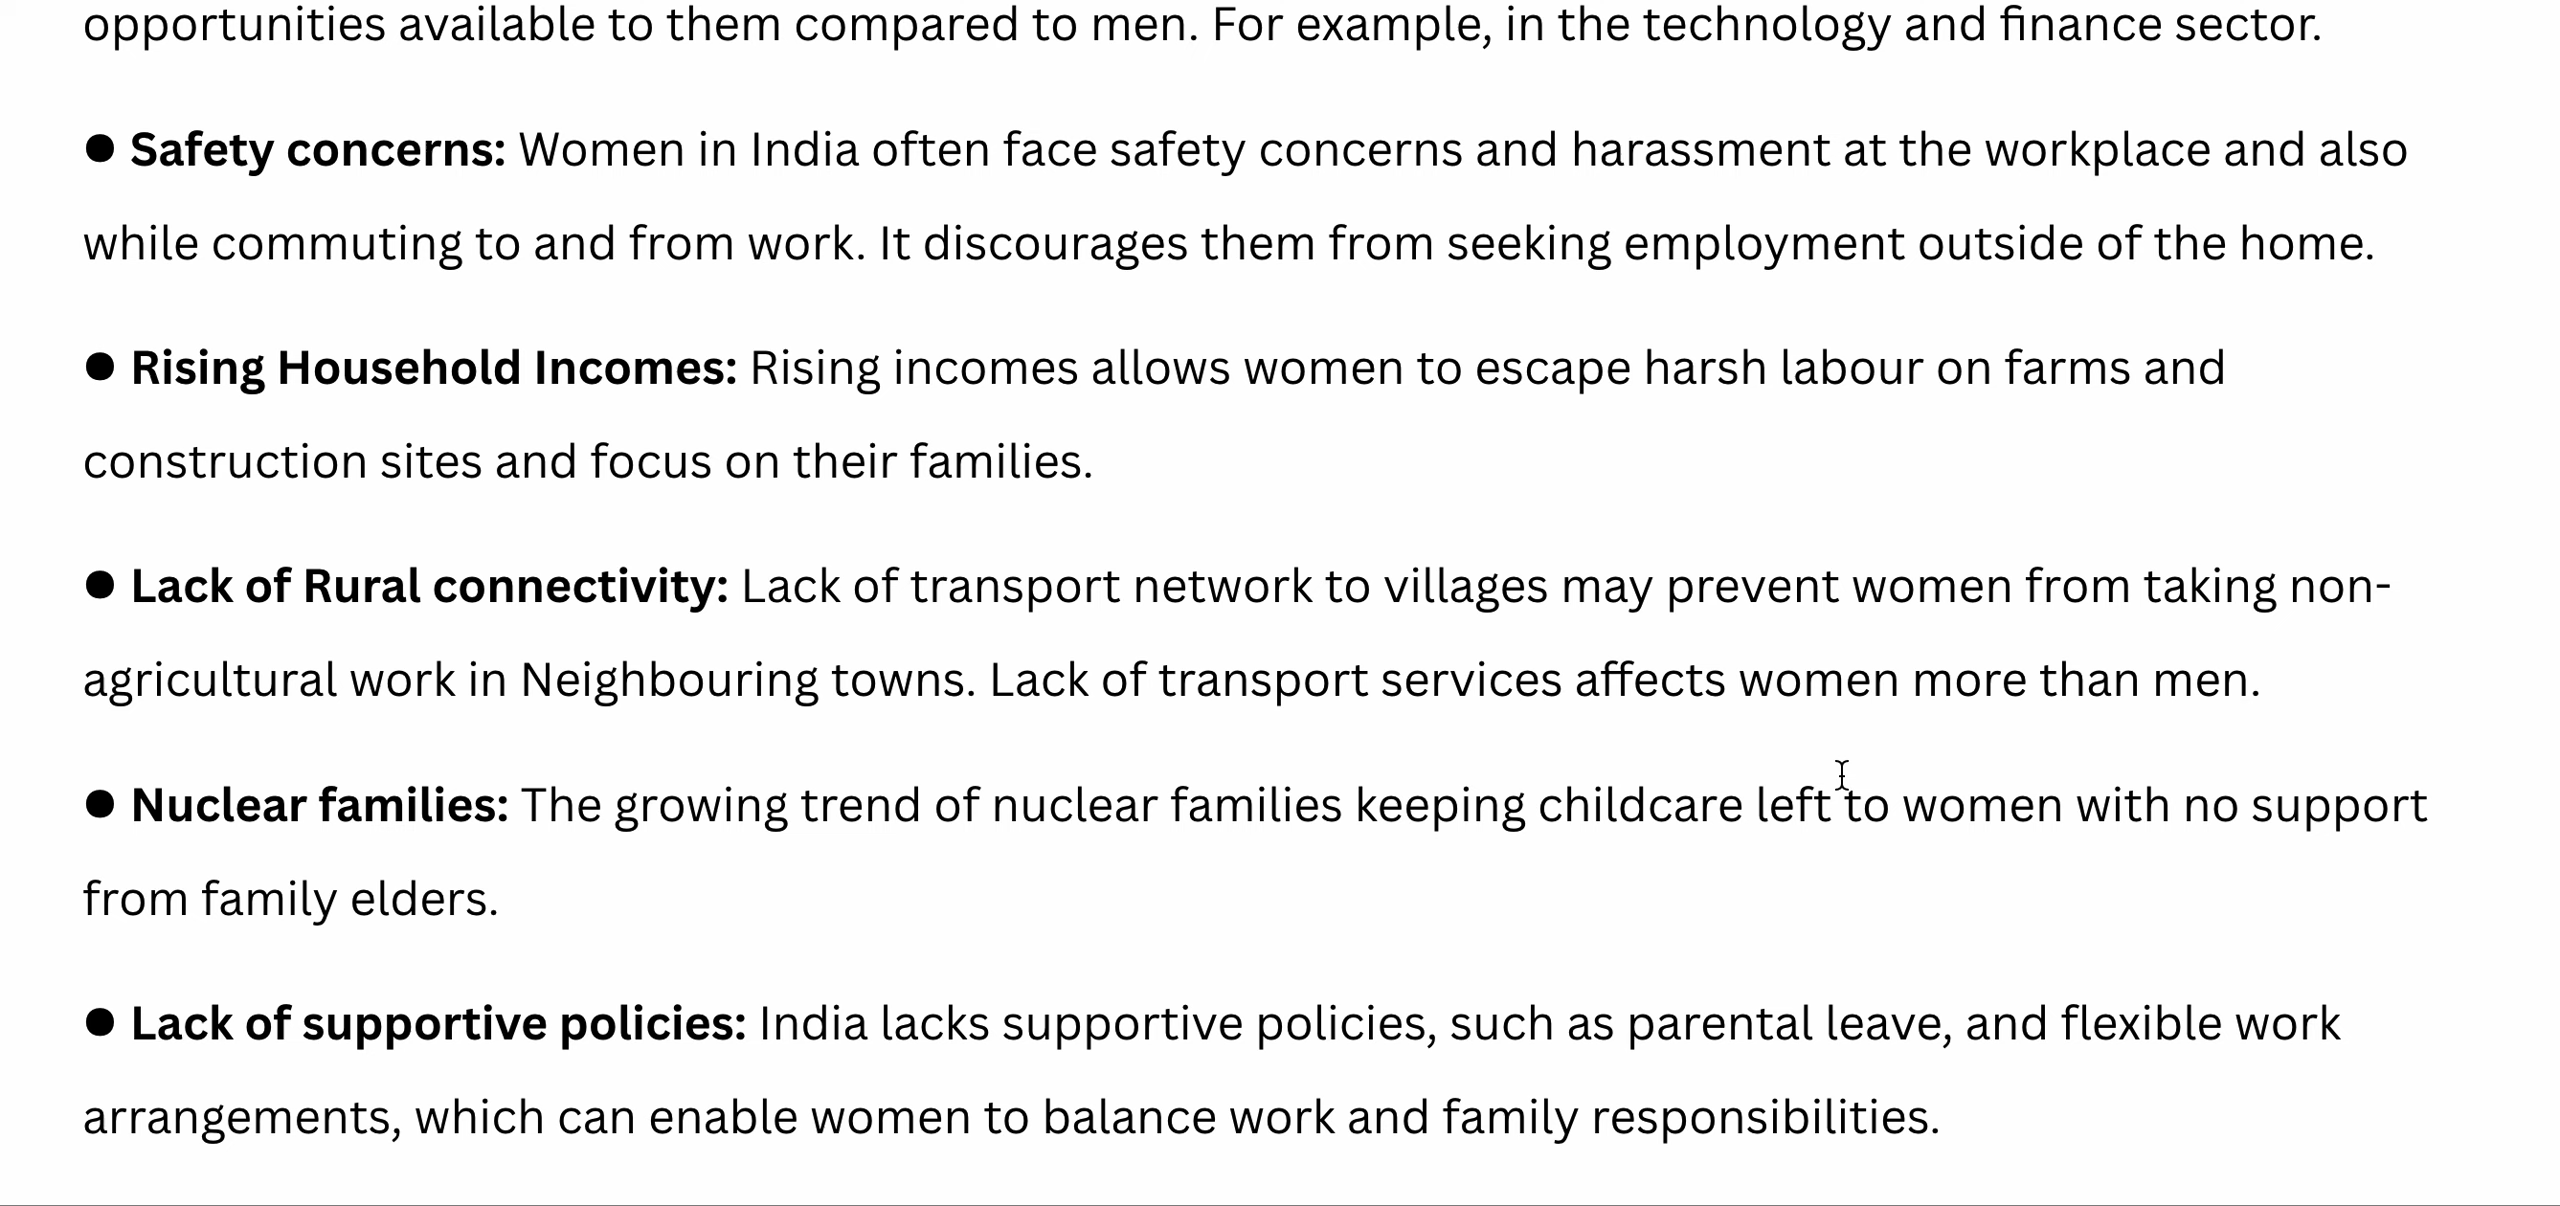 opportunities available to them compared to men. For example, in the technology and finance sector.
● Safety concerns: Women in India often face safety concerns and harassment at the workplace and also
while commuting to and from work. It discourages them from seeking employment outside of the home.
● Rising Household Incomes: Rising incomes allows women to escape harsh labour on farms and
construction sites and focus on their families.
● Lack of Rural connectivity: Lack of transport network to villages may prevent women from taking non-
agricultural work in Neighbouring towns. Lack of transport services affects women more than men.
● Nuclear families: The growing trend of nuclear families keeping childcare left to women with no support
from family elders.
● Lack of supportive policies: India lacks supportive policies, such as parental leave, and flexible work
arrangements, which can enable women to balance work and family responsibilities.